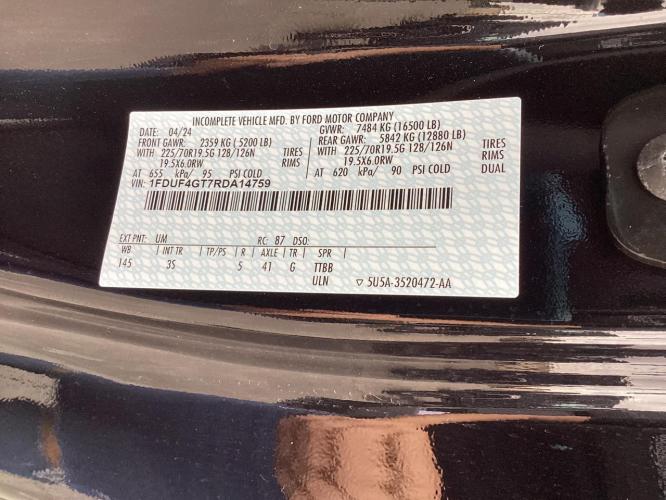 INCOMPLETE VEHICLE MFD. BY FORD MOTOR COMPANY
DATE: 04/24 GVWR: 7484 KG (16500 LB)
FRONT GAWR: 2359 KG (5200 LB) REAR GAWR: 5842 KG (12880 LB)
WITH 225/70R19.5G 128/126N TIRES WITH 225/70R19.5G 128/126N TIRES
19.5X6.0RW RIMS 19.5X6.0RW RIMS
AT 655 kPa/ 95 PSI COLD AT 620 kPa/ 90 PSI COLD DUAL
VIN: 1FDUF4GT7RDA14759
EXT PNT: UM RC: 87 DSO:
WB INT TR TP/PS R AXLE TR SPR
145 3S 5 41 G TTBB
ULN ▽ 5U5A-3520472-AA